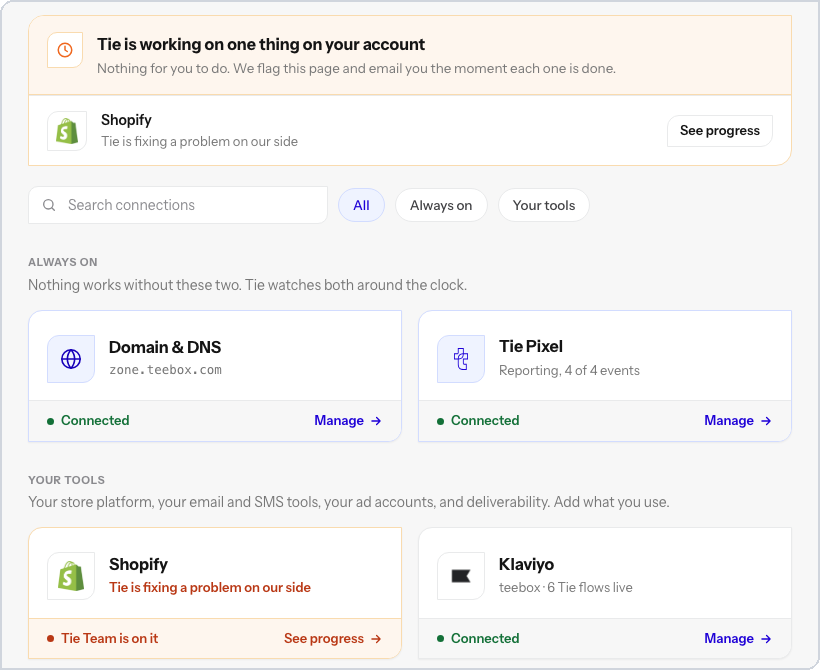 Tie is working on one thing on your account
Nothing for you to do. We flag this page and email you the moment each one is done.
Shopify
Tie is fixing a problem on our side
See progress
Search connections
All
Always on
Your tools
ALWAYS ON
Nothing works without these two. Tie watches both around the clock.
Domain & DNS
zone.teebox.com
Connected
Manage →
Tie Pixel
Reporting, 4 of 4 events
Connected
Manage →
YOUR TOOLS
Your store platform, your email and SMS tools, your ad accounts, and deliverability. Add what you use.
Shopify
Tie is fixing a problem on our side
Tie Team is on it
See progress →
Klaviyo
teebox · 6 Tie flows live
Connected
Manage →